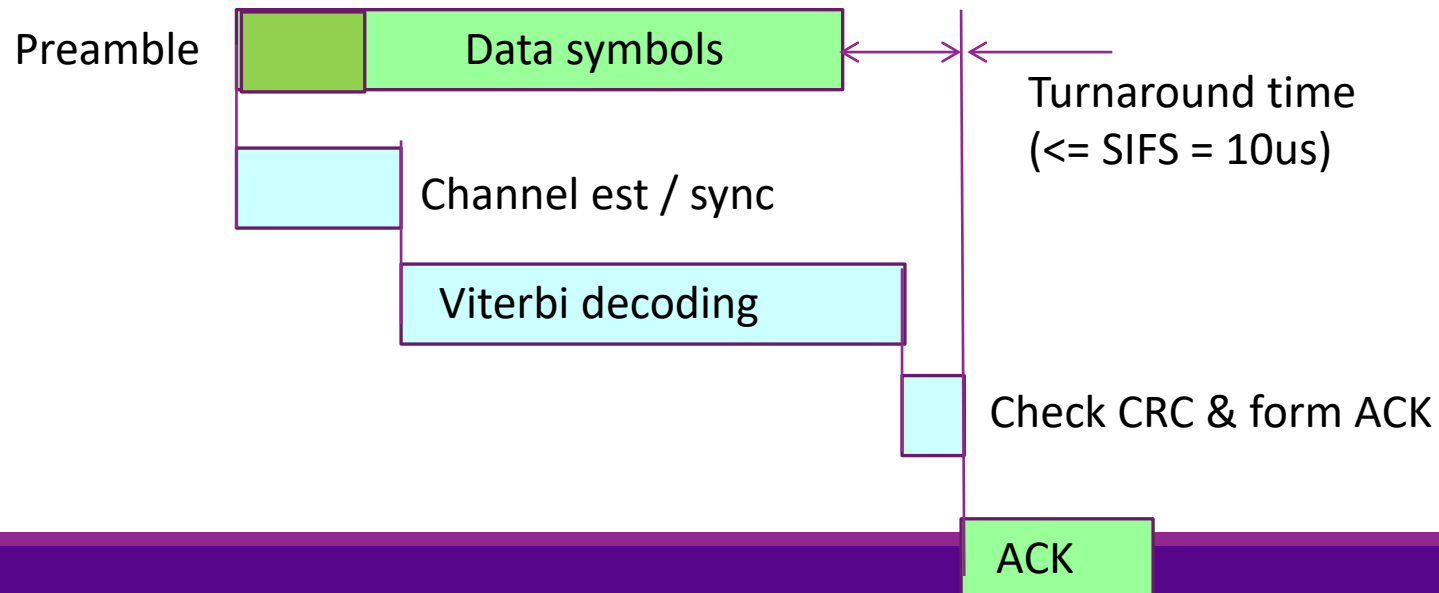 Preamble
Data symbols
Turnaround time
(<= SIFS = 10us)
Channel est / sync
Viterbi decoding
Check CRC & form ACK
ACK